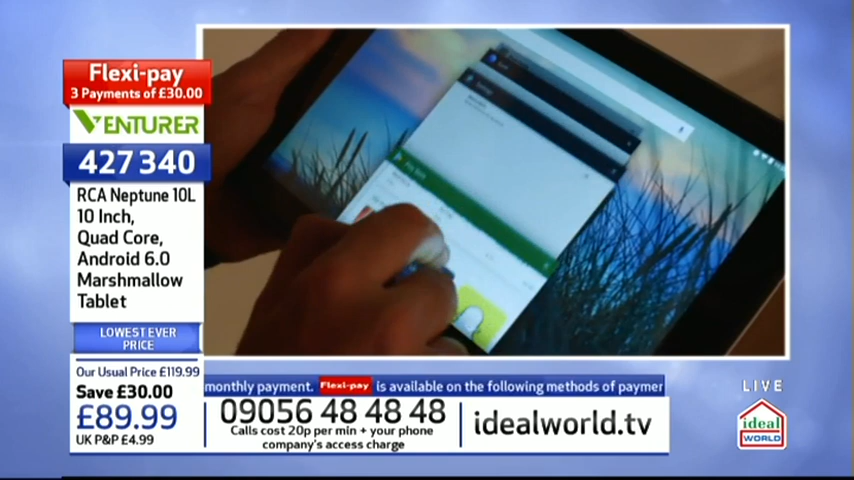 Flexi-pay
3 Payments of £30.00
VENTURER
427 340
RCA Neptune 10L
10 Inch,
Quad Core,
Android 6.0
Marshmallow
Tablet
LOWEST EVER
PRICE
Our Usual Price £119.99
Save £30.00
£89.99
UK P&P £4.99
monthly payment. Flexi-pay is available on the following methods of paymer
09056 48 48 48
Calls cost 20p per min + your phone
company's access charge
idealworld.tv
LIVE
ideal
WORLD